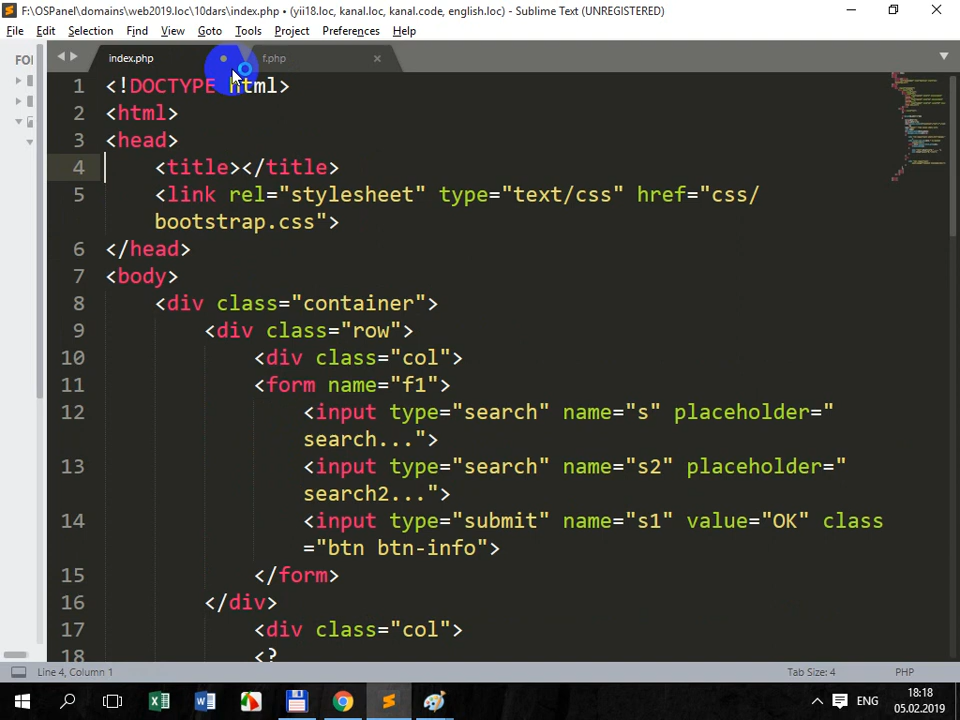 F:\OSPanel\domains\web2019.loc\10dars\index.php • (yii18.loc, kanal.loc, kanal.code, english.loc) - Sublime Text (UNREGISTERED)
File Edit Selection Find View Goto Tools Project Preferences Help
FOI
index.php f.php
1 <!DOCTYPE html>
2 <html>
3 <head>
4 <title></title>
5 <link rel="stylesheet" type="text/css" href="css/
bootstrap.css">
6 </head>
7 <body>
8 <div class="container">
9 <div class="row">
10 <div class="col">
11 <form name="f1">
12 <input type="search" name="s" placeholder="
search...">
13 <input type="search" name="s2" placeholder="
search2...">
14 <input type="submit" name="s1" value="OK" class
="btn btn-info">
15 </form>
16 </div>
17 <div class="col">
18 <?
Line 4, Column 1 Tab Size: 4 PHP
ENG
18:18
05.02.2019